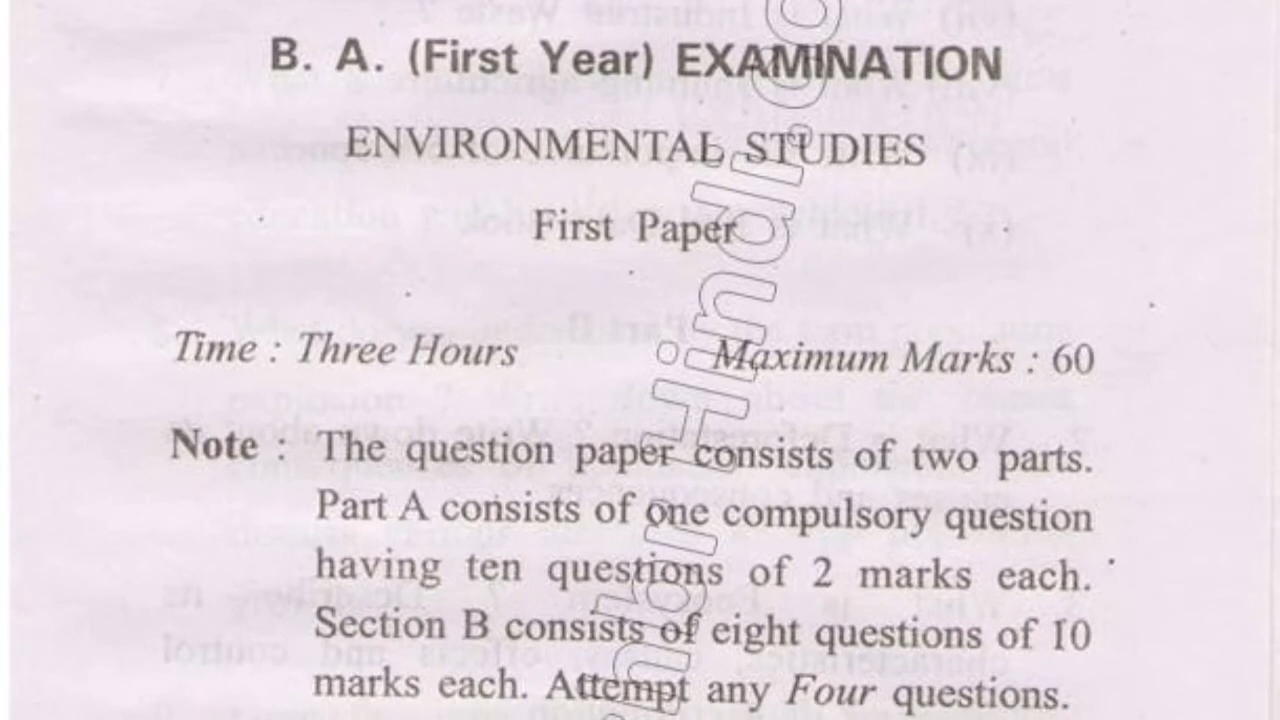 B. A. (First Year) EXAMINATION
ENVIRONMENTAL STUDIES
First Paper
Time : Three Hours Maximum Marks : 60
Note : The question paper consists of two parts.
Part A consists of one compulsory question
having ten questions of 2 marks each.
Section B consists of eight questions of 10
marks each. Attempt any Four questions.